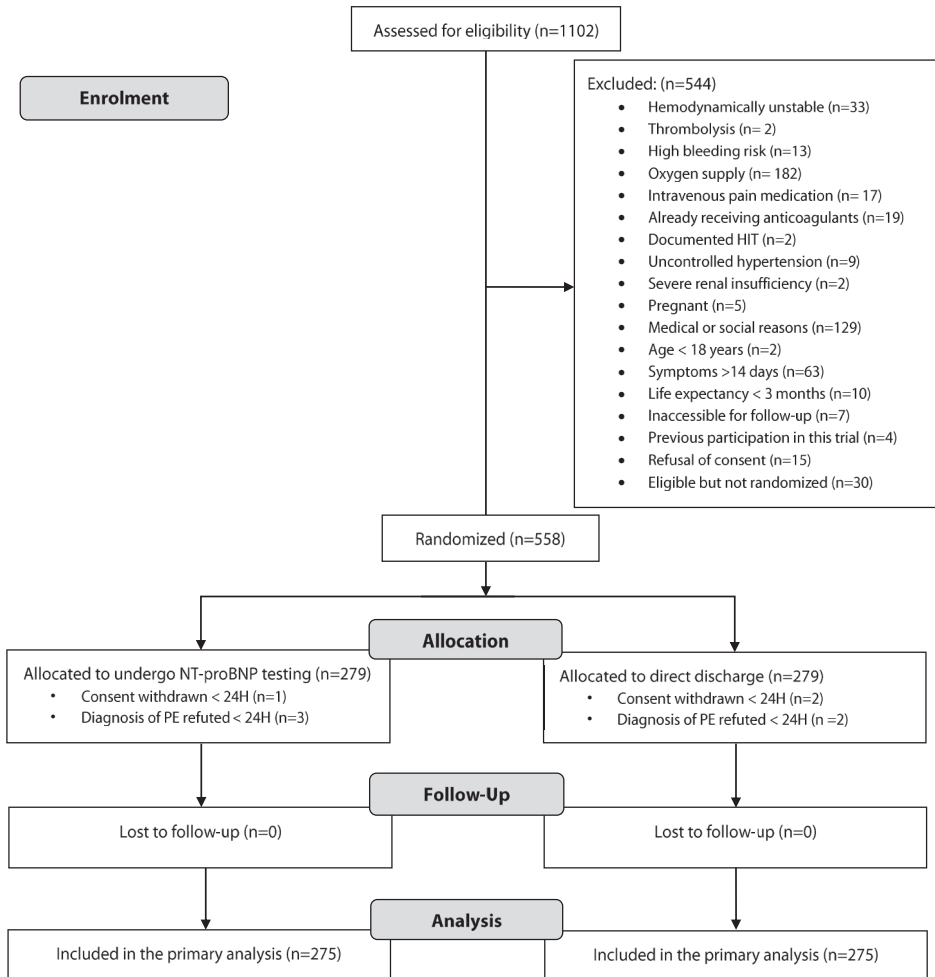 Assessed for eligibility (n=1102)
Enrolment
Excluded: (n=544)
• Hemodynamically unstable (n=33)
• Thrombolysis (n= 2)
• High bleeding risk (n=13)
• Oxygen supply (n= 182)
• Intravenous pain medication (n= 17)
• Already receiving anticoagulants (n=19)
• Documented HIT (n=2)
• Uncontrolled hypertension (n=9)
• Severe renal insufficiency (n=2)
• Pregnant (n=5)
• Medical or social reasons (n=129)
• Age < 18 years (n=2)
• Symptoms >14 days (n=63)
• Life expectancy < 3 months (n=10)
• Inaccessible for follow-up (n=7)
• Previous participation in this trial (n=4)
• Refusal of consent (n=15)
• Eligible but not randomized (n=30)
Randomized (n=558)
Allocation
Allocated to undergo NT-proBNP testing (n=279)
• Consent withdrawn < 24H (n=1)
• Diagnosis of PE refuted < 24H (n=3)
Allocated to direct discharge (n=279)
• Consent withdrawn < 24H (n=2)
• Diagnosis of PE refuted < 24H (n =2)
Follow-Up
Lost to follow-up (n=0)
Lost to follow-up (n=0)
Analysis
Included in the primary analysis (n=275)
Included in the primary analysis (n=275)